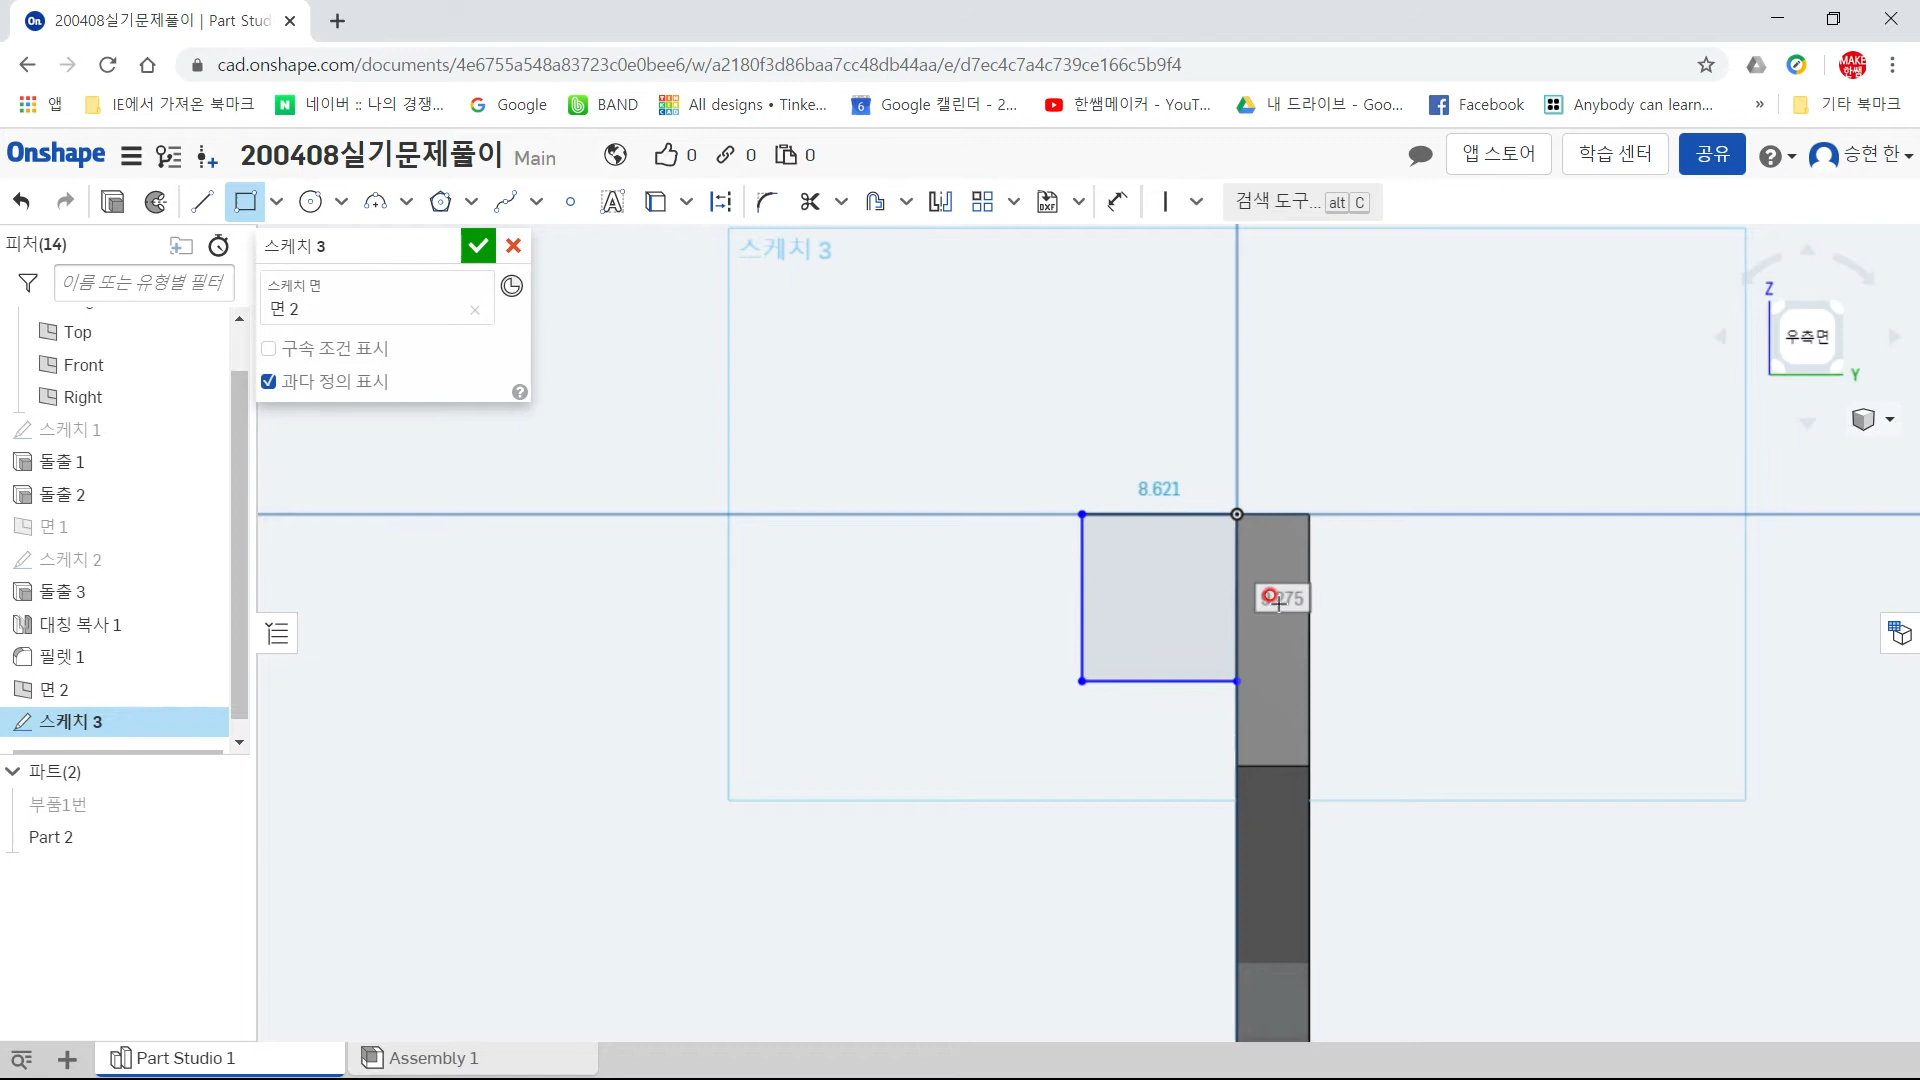 200408실기문제풀이 | Part Stud
cad.onshape.com/documents/4e6755a548a83723c0e0bee6/w/a2180f3d86baa7cc48db44aa/e/d7ec4c7a4c739ce166c5b9f4
MAKE 한쌤
앱 IE에서 가져온 북마크 네이버 :: 나의 경쟁... Google BAND All designs • Tinke... 6 Google 캘린더 - 2... 한쌤메이커 - YouT... 내 드라이브 - Goo... Facebook Anybody can learn... » 기타 북마크
Onshape 200408실기문제풀이 Main 0 0 0 앱 스토어 학습 센터 공유 승현 한
검색 도구... alt C
피처(14)
이름 또는 유형별 필터
Top
Front
Right
스케치 1
돌출 1
돌출 2
면 1
스케치 2
돌출 3
대칭 복사 1
필렛 1
면 2
스케치 3
파트(2)
부품1번
Part 2
스케치 3
스케치 면
면 2
구속 조건 표시
과다 정의 표시
스케치 3
8.621
Z
우측면
Y
Part Studio 1
Assembly 1